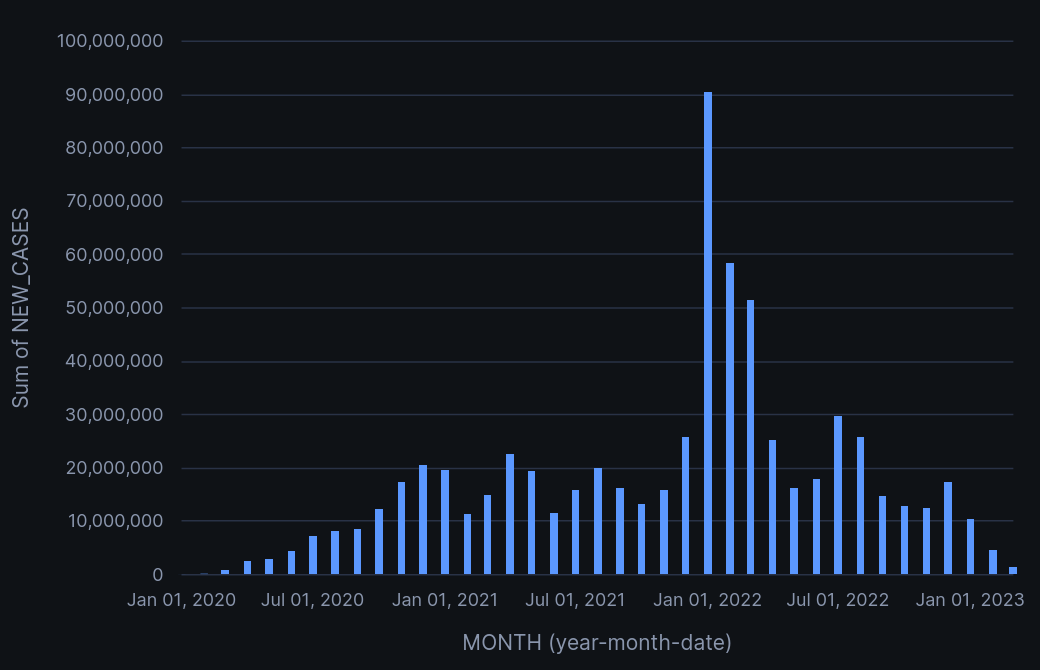 100,000,000
90,000,000
80,000,000
70,000,000
60,000,000
50,000,000
40,000,000
30,000,000
20,000,000
10,000,000
0
Sum of NEW_CASES
Jan 01, 2020
Jul 01, 2020
Jan 01, 2021
Jul 01, 2021
Jan 01, 2022
Jul 01, 2022
Jan 01, 2023
MONTH (year-month-date)